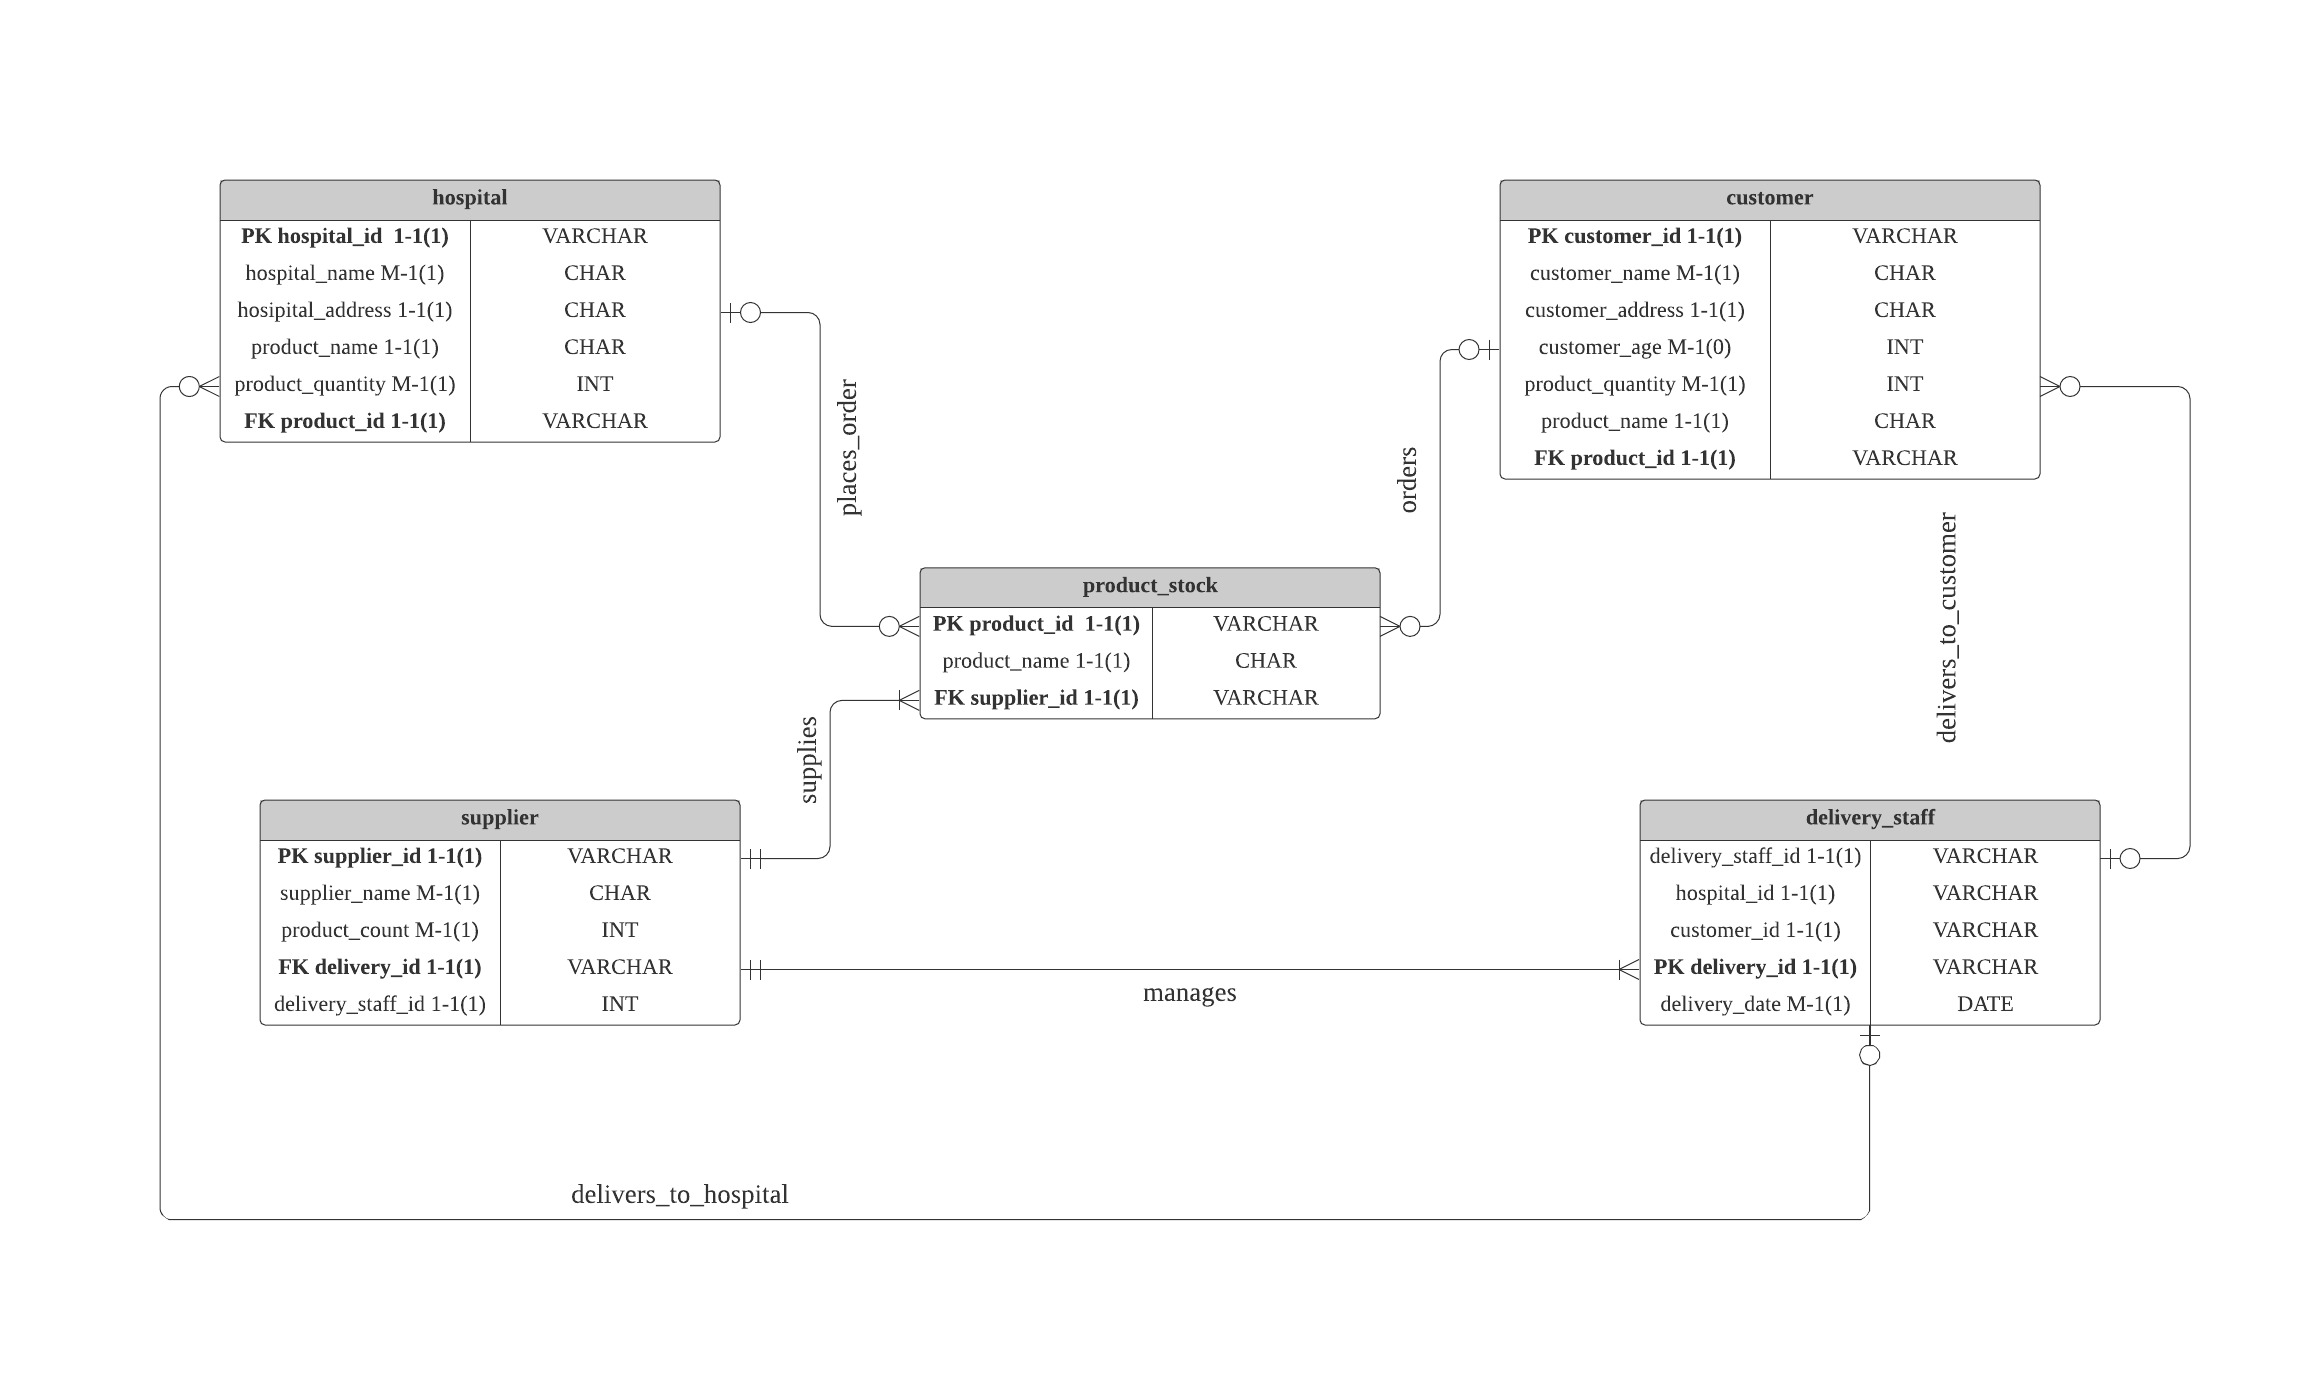 hospital
PK hospital_id  1-1(1) VARCHAR
hospital_name M-1(1) CHAR
hosipital_address 1-1(1) CHAR
product_name 1-1(1) CHAR
product_quantity M-1(1) INT
FK product_id 1-1(1) VARCHAR
customer
PK customer_id 1-1(1) VARCHAR
customer_name M-1(1) CHAR
customer_address 1-1(1) CHAR
customer_age M-1(0) INT
product_quantity M-1(1) INT
product_name 1-1(1) CHAR
FK product_id 1-1(1) VARCHAR
places_order
orders
delivers_to_customer
product_stock
PK product_id  1-1(1) VARCHAR
product_name 1-1(1) CHAR
FK supplier_id 1-1(1) VARCHAR
supplies
supplier
PK supplier_id 1-1(1) VARCHAR
supplier_name M-1(1) CHAR
product_count M-1(1) INT
FK delivery_id 1-1(1) VARCHAR
delivery_staff_id 1-1(1) INT
manages
delivery_staff
delivery_staff_id 1-1(1) VARCHAR
hospital_id 1-1(1) VARCHAR
customer_id 1-1(1) VARCHAR
PK delivery_id 1-1(1) VARCHAR
delivery_date M-1(1) DATE
delivers_to_hospital